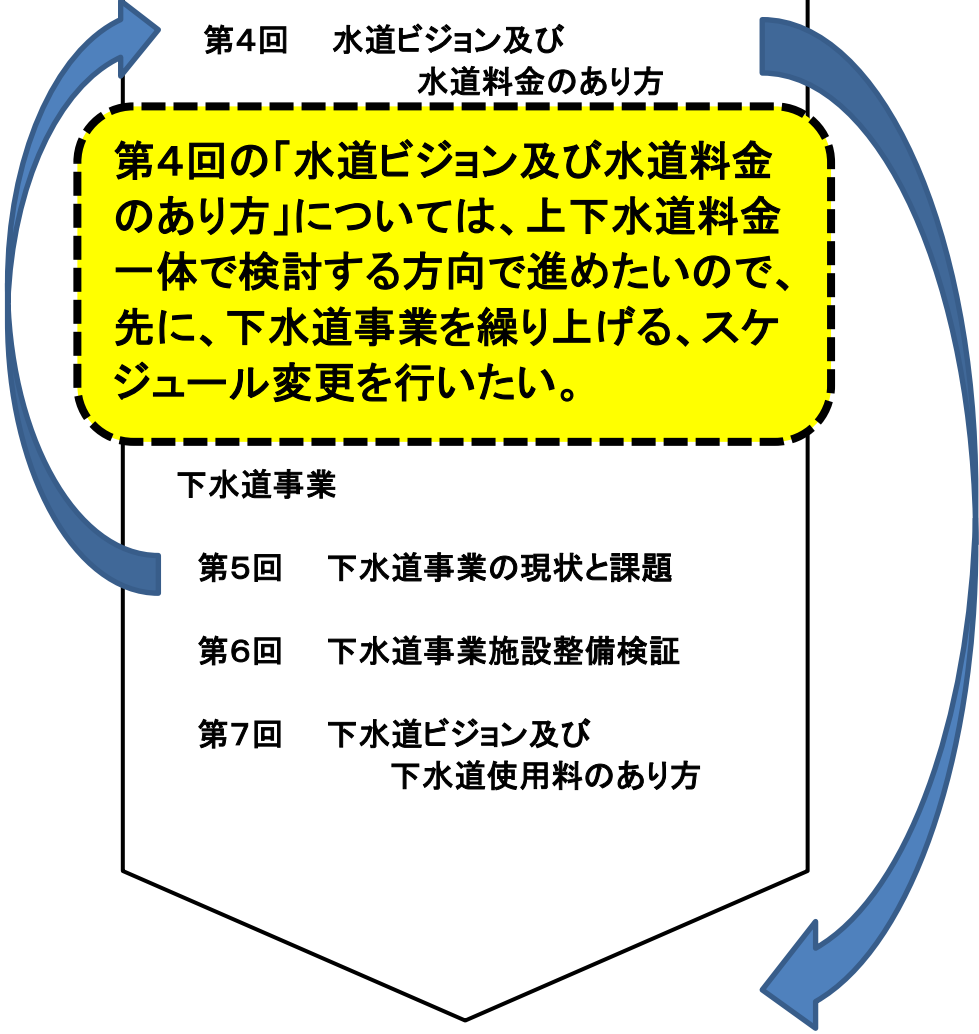 第4回　水道ビジョン及び
水道料金のあり方
第4回の「水道ビジョン及び水道料金
のあり方」については、上下水道料金
一体で検討する方向で進めたいので、
先に、下水道事業を繰り上げる、スケ
ジュール変更を行いたい。
下水道事業
第5回　下水道事業の現状と課題
第6回　下水道事業施設整備検証
第7回　下水道ビジョン及び
下水道使用料のあり方